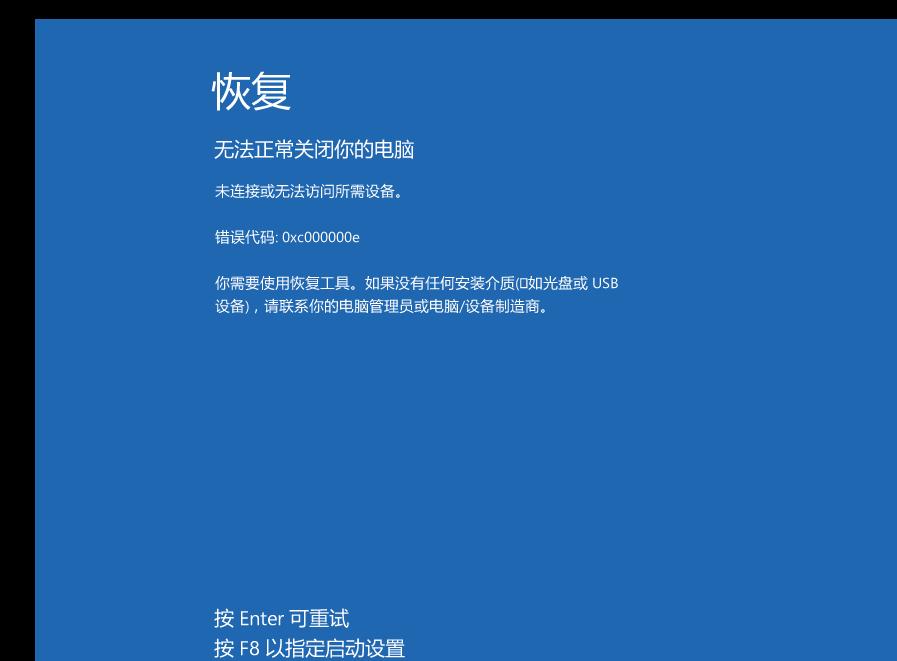 恢复
无法正常关闭你的电脑
未连接或无法访问所需设备。
错误代码: 0xc000000e
你需要使用恢复工具。如果没有任何安装介质(□如光盘或 USB
设备)，请联系你的电脑管理员或电脑/设备制造商。
按 Enter 可重试
按 F8 以指定启动设置